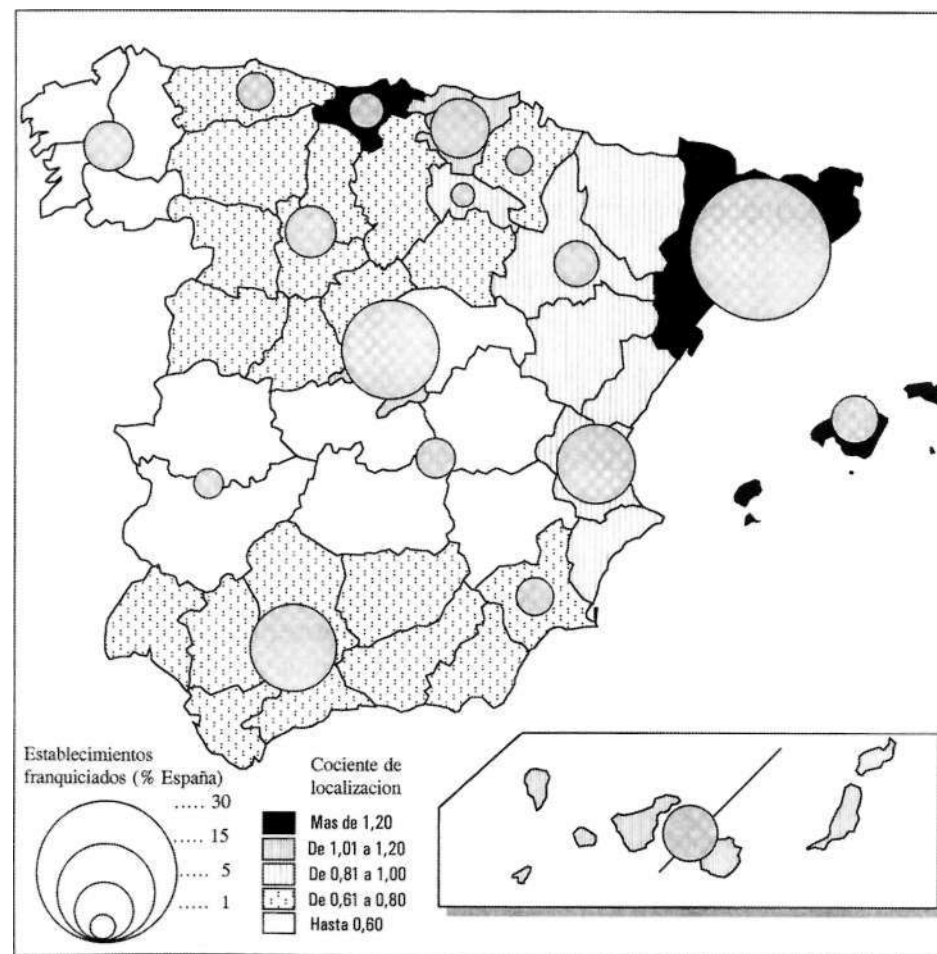 Establecimientos
franquiciados (% España)
..... 30
..... 15
..... 5
..... 1
Cociente de
localizacion
Mas de 1,20
De 1,01 a 1,20
De 0,81 a 1,00
De 0,61 a 0,80
Hasta 0,60